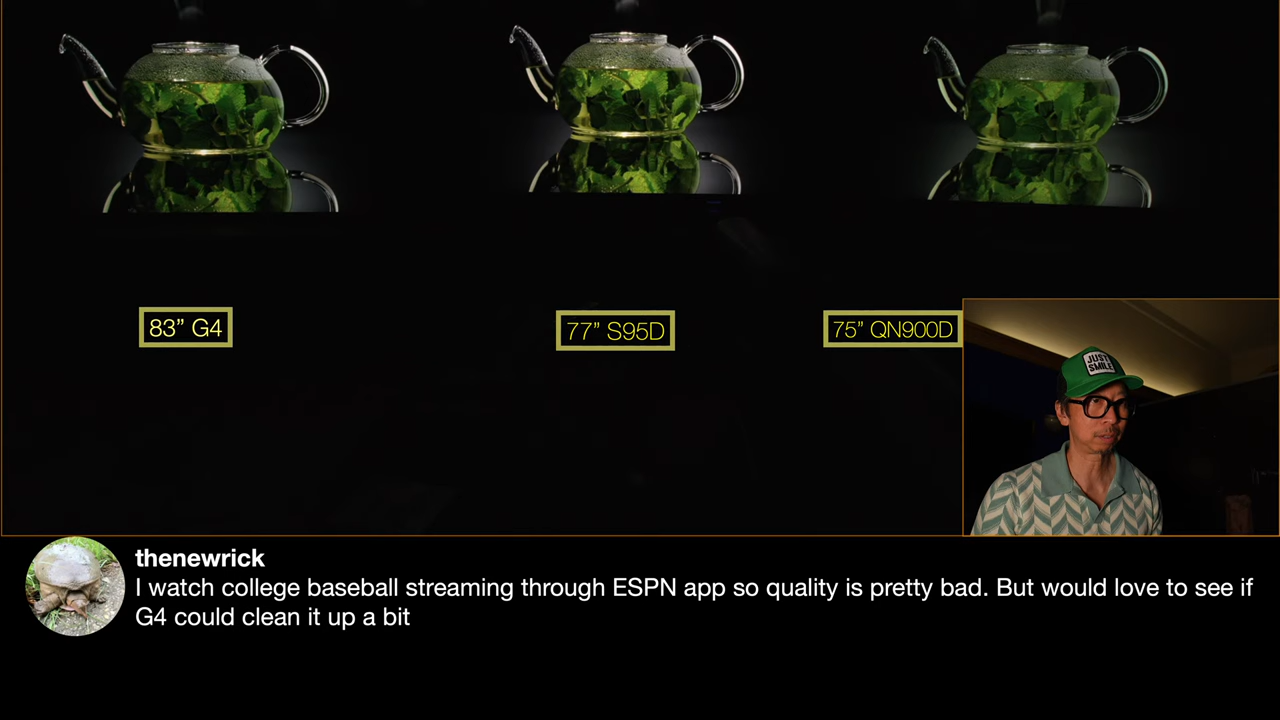 83” G4
77” S95D
75” QN900D
JUST
SMILE
thenewrick
I watch college baseball streaming through ESPN app so quality is pretty bad. But would love to see if
G4 could clean it up a bit